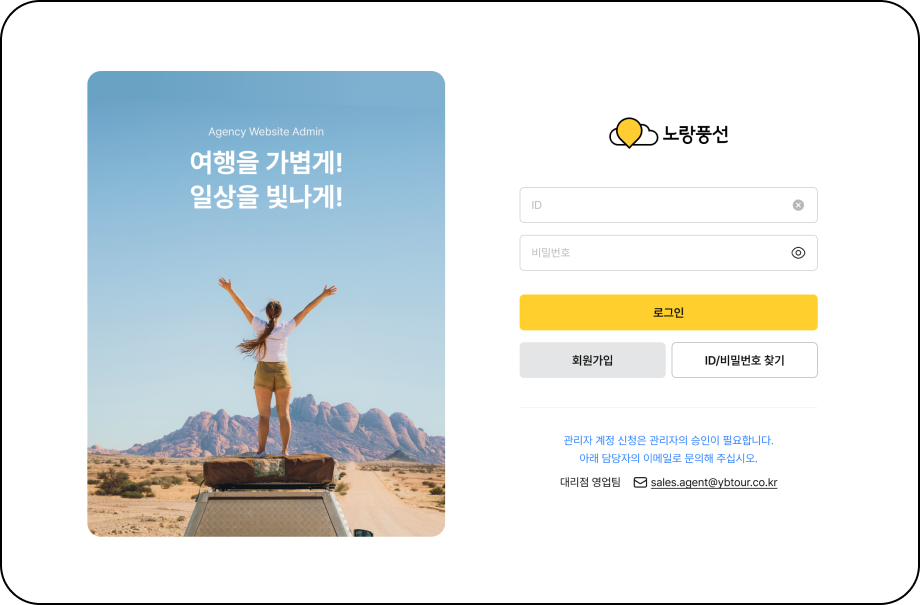 Agency Website Admin
여행을 가볍게!
일상을 빛나게!
노랑풍선
ID
비밀번호
로그인
회원가입
ID/비밀번호 찾기
관리자 계정 신청은 관리자의 승인이 필요합니다.
아래 담당자의 이메일로 문의해 주십시오.
대리점 영업팀 sales.agent@ybtour.co.kr